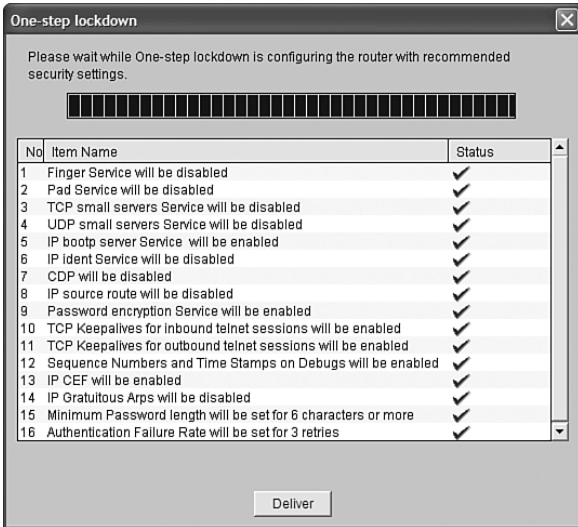 One-step lockdown
Please wait while One-step lockdown is configuring the router with recommended
security settings.
No Item Name Status
1 Finger Service will be disabled
2 Pad Service will be disabled
3 TCP small servers Service will be disabled
4 UDP small servers Service will be disabled
5 IP bootp server Service will be enabled
6 IP ident Service will be disabled
7 CDP will be disabled
8 IP source route will be disabled
9 Password encryption Service will be enabled
10 TCP Keepalives for inbound telnet sessions will be enabled
11 TCP Keepalives for outbound telnet sessions will be enabled
12 Sequence Numbers and Time Stamps on Debugs will be enabled
13 IP CEF will be enabled
14 IP Gratuitous Arps will be disabled
15 Minimum Password length will be set for 6 characters or more
16 Authentication Failure Rate will be set for 3 retries
Deliver